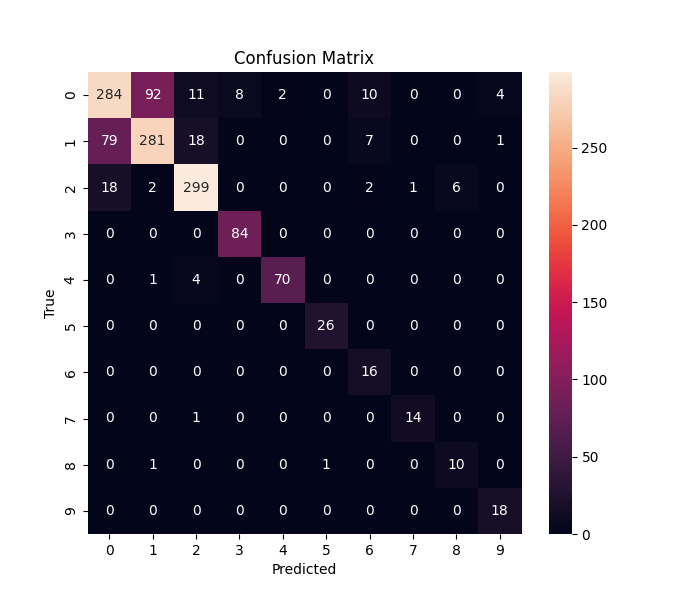 Confusion Matrix
True
0 284 92 11 8 2 0 10 0 0 4
1 79 281 18 0 0 0 7 0 0 1
2 18 2 299 0 0 0 2 1 6 0
3 0 0 0 84 0 0 0 0 0 0
4 0 1 4 0 70 0 0 0 0 0
5 0 0 0 0 0 26 0 0 0 0
6 0 0 0 0 0 0 16 0 0 0
7 0 0 1 0 0 0 0 14 0 0
8 0 1 0 0 0 1 0 0 10 0
9 0 0 0 0 0 0 0 0 0 18
0 1 2 3 4 5 6 7 8 9
Predicted
250
200
150
100
50
0